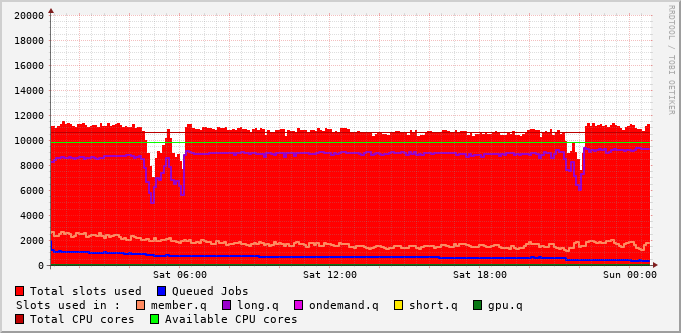 20000
18000
16000
14000
12000
10000
8000
6000
4000
2000
0
Sat 06:00 Sat 12:00 Sat 18:00 Sun 00:00
Total slots used Queued Jobs
Slots used in : member.q long.q ondemand.q short.q gpu.q
Total CPU cores Available CPU cores
RRDTOOL / TOBI OETIKER